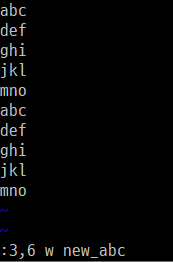 abc
def
ghi
jkl
mno
abc
def
ghi
jkl
mno
~
~
:3,6 w new_abc